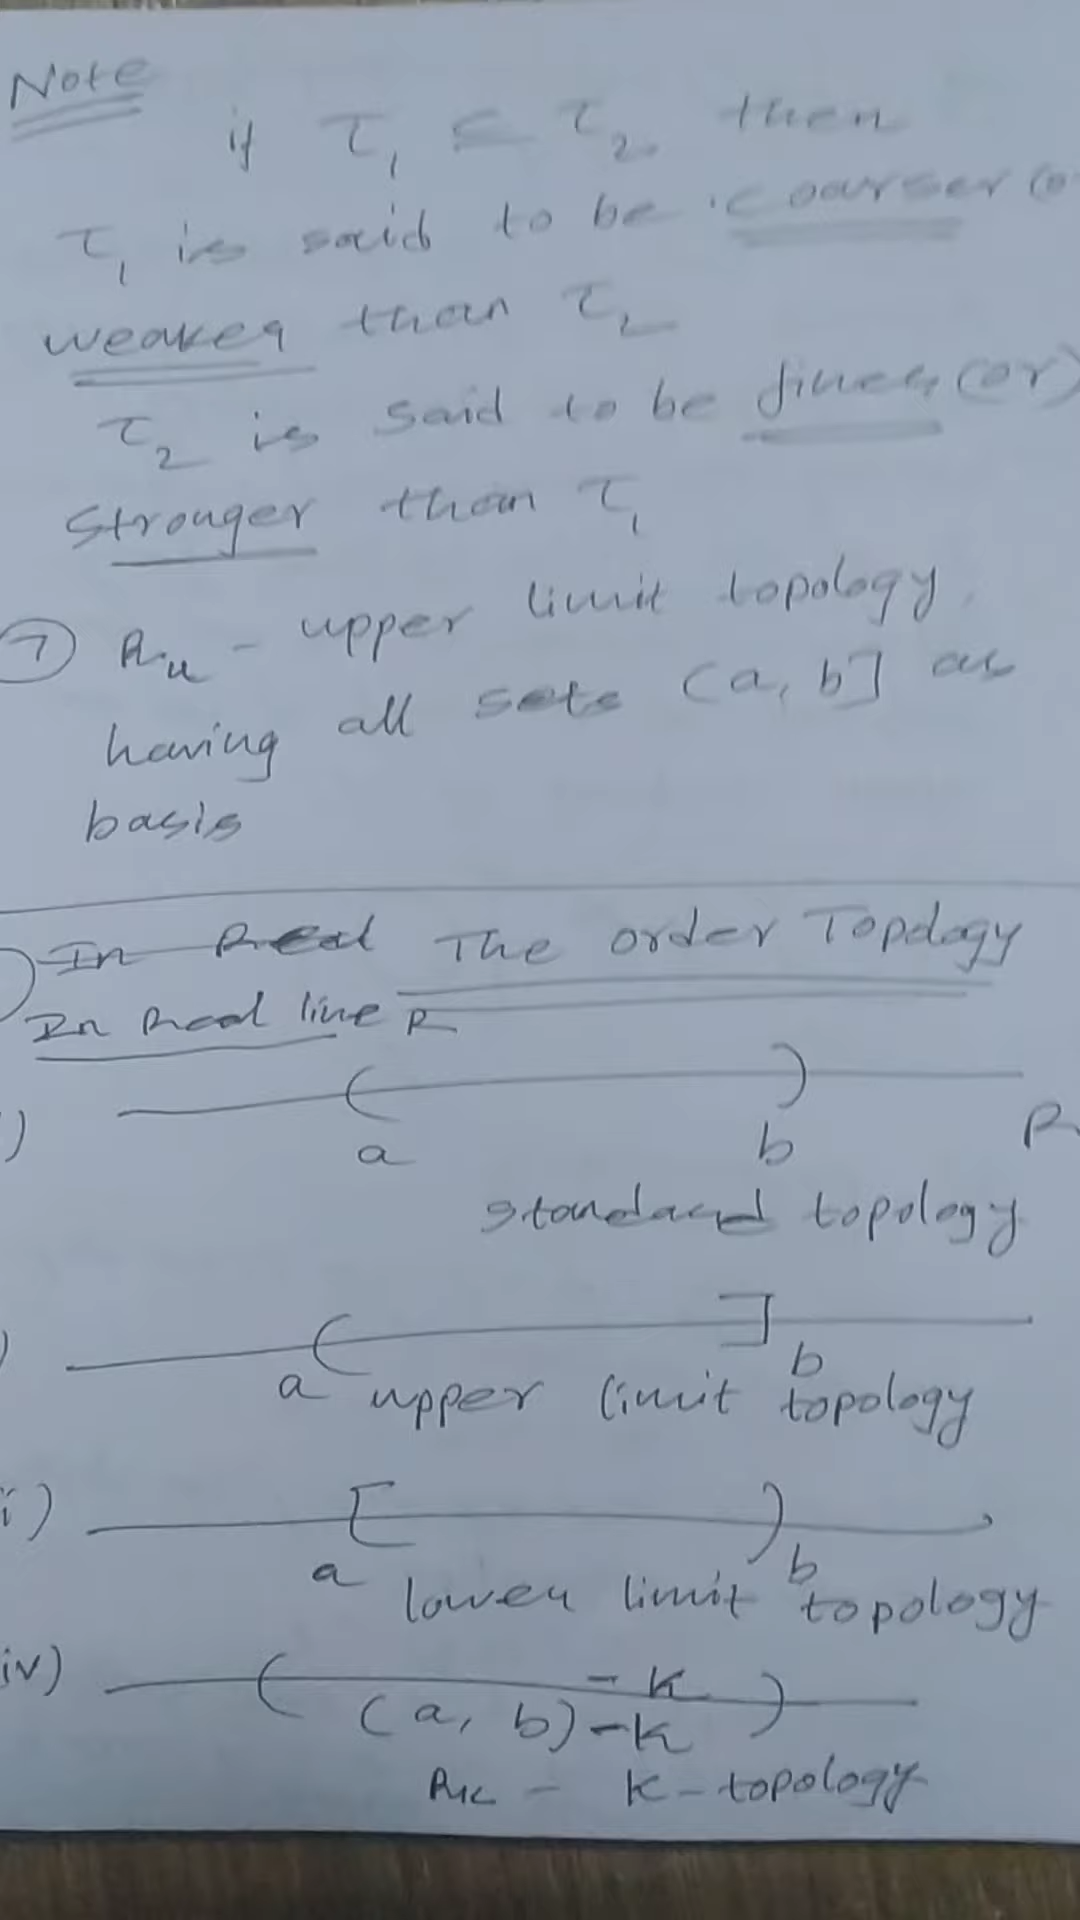 Note
if τ₁ ⊆ τ₂ then
τ₁ is said to be coarser (o
weaker than τ₂
τ₂ is said to be finer (or)
stronger than τ₁
7 Ru - upper limit topology
having all sets (a, b] as
basis
In Real The order Topology
In Real line R
) ( )
a b R
standard topology
) ( ]
a b
upper limit topology
i) [ )
a b
lower limit topology
iv) ( - K )
(a, b) - K
RK - K - topology